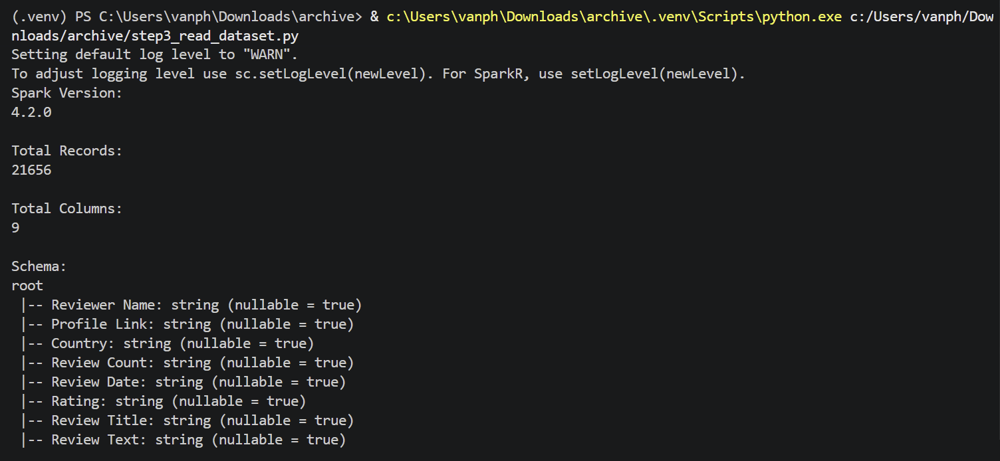 (.venv) PS C:\Users\vanph\Downloads\archive> & c:\Users\vanph\Downloads\archive\.venv\Scripts\python.exe c:/Users/vanph/Dow
nloads/archive/step3_read_dataset.py
Setting default log level to "WARN".
To adjust logging level use sc.setLogLevel(newLevel). For SparkR, use setLogLevel(newLevel).
Spark Version:
4.2.0
Total Records:
21656
Total Columns:
9
Schema:
root
 |-- Reviewer Name: string (nullable = true)
 |-- Profile Link: string (nullable = true)
 |-- Country: string (nullable = true)
 |-- Review Count: string (nullable = true)
 |-- Review Date: string (nullable = true)
 |-- Rating: string (nullable = true)
 |-- Review Title: string (nullable = true)
 |-- Review Text: string (nullable = true)